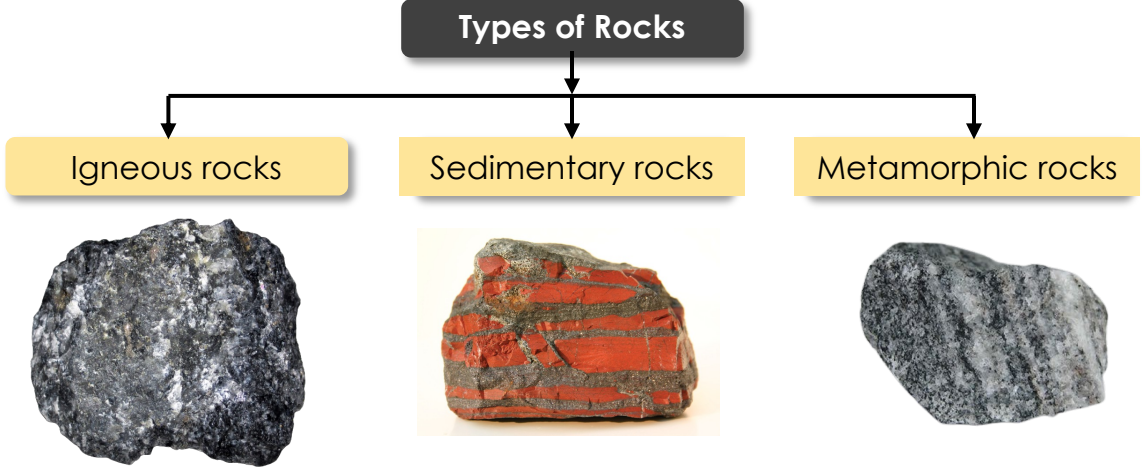 Types of Rocks
Igneous rocks
Sedimentary rocks
Metamorphic rocks